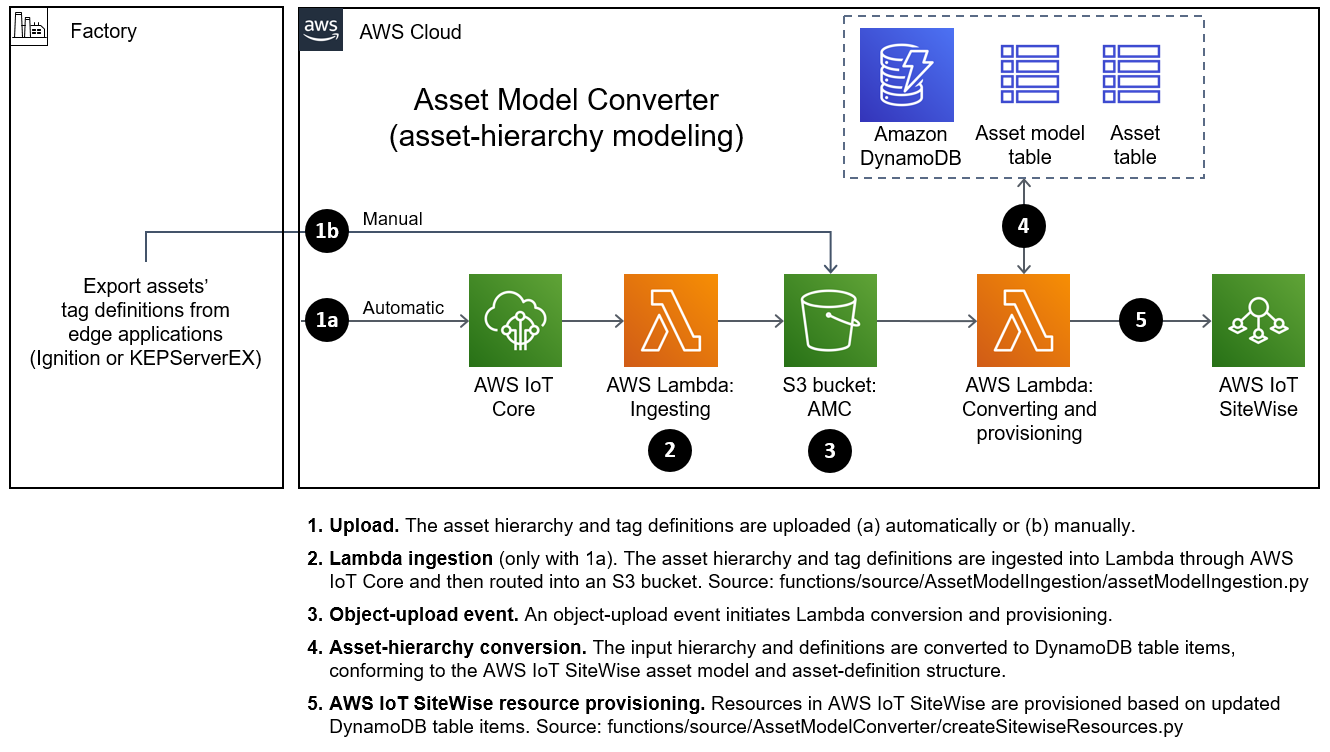 Factory
aws
AWS Cloud
Asset Model Converter
(asset-hierarchy modeling)
Amazon
DynamoDB
Asset model
table
Asset
table
1b
Manual
4
Export assets’
tag definitions from
edge applications
(Ignition or KEPServerEX)
1a
Automatic
5
AWS IoT
Core
AWS Lambda:
Ingesting
S3 bucket:
AMC
AWS Lambda:
Converting and
provisioning
AWS IoT
SiteWise
2
3
1. Upload. The asset hierarchy and tag definitions are uploaded (a) automatically or (b) manually.
2. Lambda ingestion (only with 1a). The asset hierarchy and tag definitions are ingested into Lambda through AWS
IoT Core and then routed into an S3 bucket. Source: functions/source/AssetModelIngestion/assetModelIngestion.py
3. Object-upload event. An object-upload event initiates Lambda conversion and provisioning.
4. Asset-hierarchy conversion. The input hierarchy and definitions are converted to DynamoDB table items,
conforming to the AWS IoT SiteWise asset model and asset-definition structure.
5. AWS IoT SiteWise resource provisioning. Resources in AWS IoT SiteWise are provisioned based on updated
DynamoDB table items. Source: functions/source/AssetModelConverter/createSitewiseResources.py